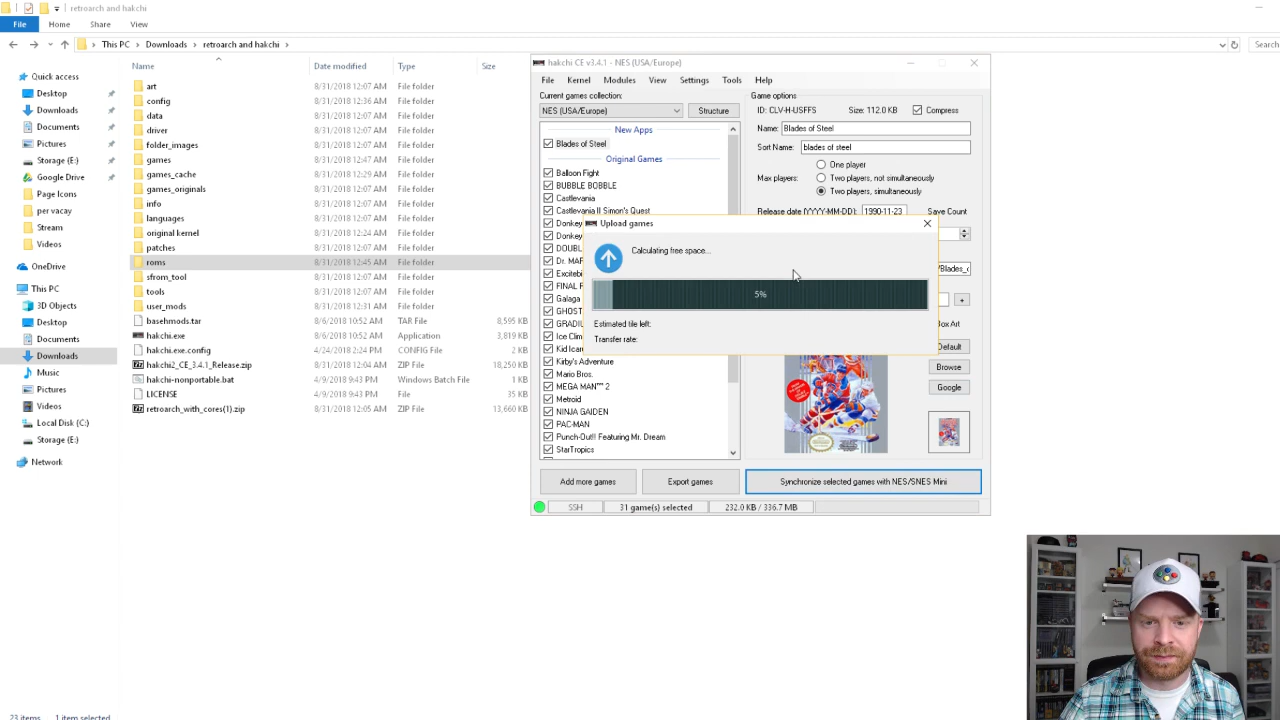 retroarch and hakchi
File Home Share View
This PC Downloads retroarch and hakchi Search
Name Date modified Type Size
Quick access
Desktop
Downloads
Documents
Pictures
Storage (E:)
Google Drive
Page Icons
per vacay
Stream
Videos
OneDrive
This PC
3D Objects
Desktop
Documents
Downloads
Music
Pictures
Videos
Local Disk (C:)
Storage (E:)
Network
art 8/31/2018 12:07 AM File folder
config 8/31/2018 12:36 AM File folder
data 8/31/2018 12:07 AM File folder
driver 8/31/2018 12:07 AM File folder
folder_images 8/31/2018 12:07 AM File folder
games 8/31/2018 12:47 AM File folder
games_cache 8/31/2018 12:29 AM File folder
games_originals 8/31/2018 12:07 AM File folder
info 8/31/2018 12:07 AM File folder
languages 8/31/2018 12:07 AM File folder
original kernel 8/31/2018 12:24 AM File folder
patches 8/31/2018 12:07 AM File folder
roms 8/31/2018 12:45 AM File folder
sfrom_tool 8/31/2018 12:07 AM File folder
tools 8/31/2018 12:07 AM File folder
user_mods 8/31/2018 12:31 AM File folder
basehmods.tar 8/6/2018 10:52 AM TAR File 8,595 KB
hakchi.exe 8/6/2018 10:52 AM Application 3,819 KB
hakchi.exe.config 4/24/2018 2:24 PM CONFIG File 2 KB
hakchi2_CE_3.4.1_Release.zip 8/31/2018 12:04 AM ZIP File 18,250 KB
hakchi-nonportable.bat 4/9/2018 9:43 PM Windows Batch File 1 KB
LICENSE 4/9/2018 9:43 PM File 35 KB
retroarch_with_cores(1).zip 8/31/2018 12:05 AM ZIP File 13,660 KB
23 items 1 item selected
hakchi CE v3.4.1 - NES (USA/Europe)
File Kernel Modules View Settings Tools Help
Current games collection:
NES (USA/Europe) Structure
New Apps
Blades of Steel
Original Games
Balloon Fight
BUBBLE BOBBLE
Castlevania
Castlevania II Simon's Quest
Donkey
Donkey
DOUBL
Dr. MAR
Excitebi
FINAL F
Galaga
GHOST
GRADIU
Ice Clim
Kid Icari
Kirby's Adventure
Mario Bros.
MEGA MAN™ 2
Metroid
NINJA GAIDEN
PAC-MAN
Punch-Out!! Featuring Mr. Dream
StarTropics
Game options
ID: CLV-H-USFFS Size: 112.0 KB Compress
Name: Blades of Steel
Sort Name: blades of steel
One player
Max players: Two players, not simultaneously
Two players, simultaneously
Release date (YYYY-MM-DD): 1990-11-23 Save Count
/Blades_c
+
Box Art
Default
Browse
Google
Upload games
Calculating free space...
5%
Estimated tile left:
Transfer rate:
Add more games Export games Synchronize selected games with NES/SNES Mini
SSH 31 game(s) selected 232.0 KB / 336.7 MB